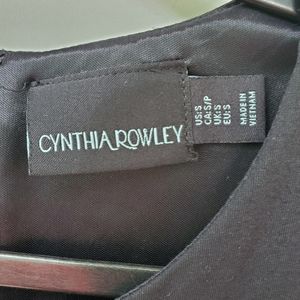 CYNTHIA ROWLEY
US:S
CA:S/P
UK:S
EU:S
MADE IN
VIETNAM